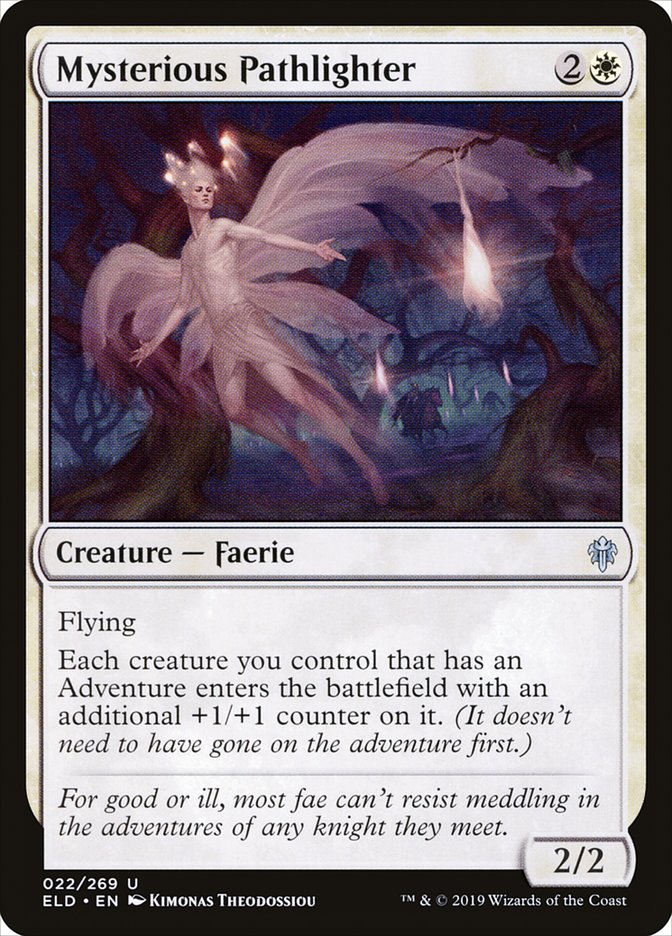 Mysterious Pathlighter 2
Creature — Faerie
Flying
Each creature you control that has an
Adventure enters the battlefield with an
additional +1/+1 counter on it. (It doesn't
need to have gone on the adventure first.)
For good or ill, most fae can't resist meddling in
the adventures of any knight they meet.
2/2
022/269 U
ELD • EN Kimonas Theodossiou
™ & © 2019 Wizards of the Coast